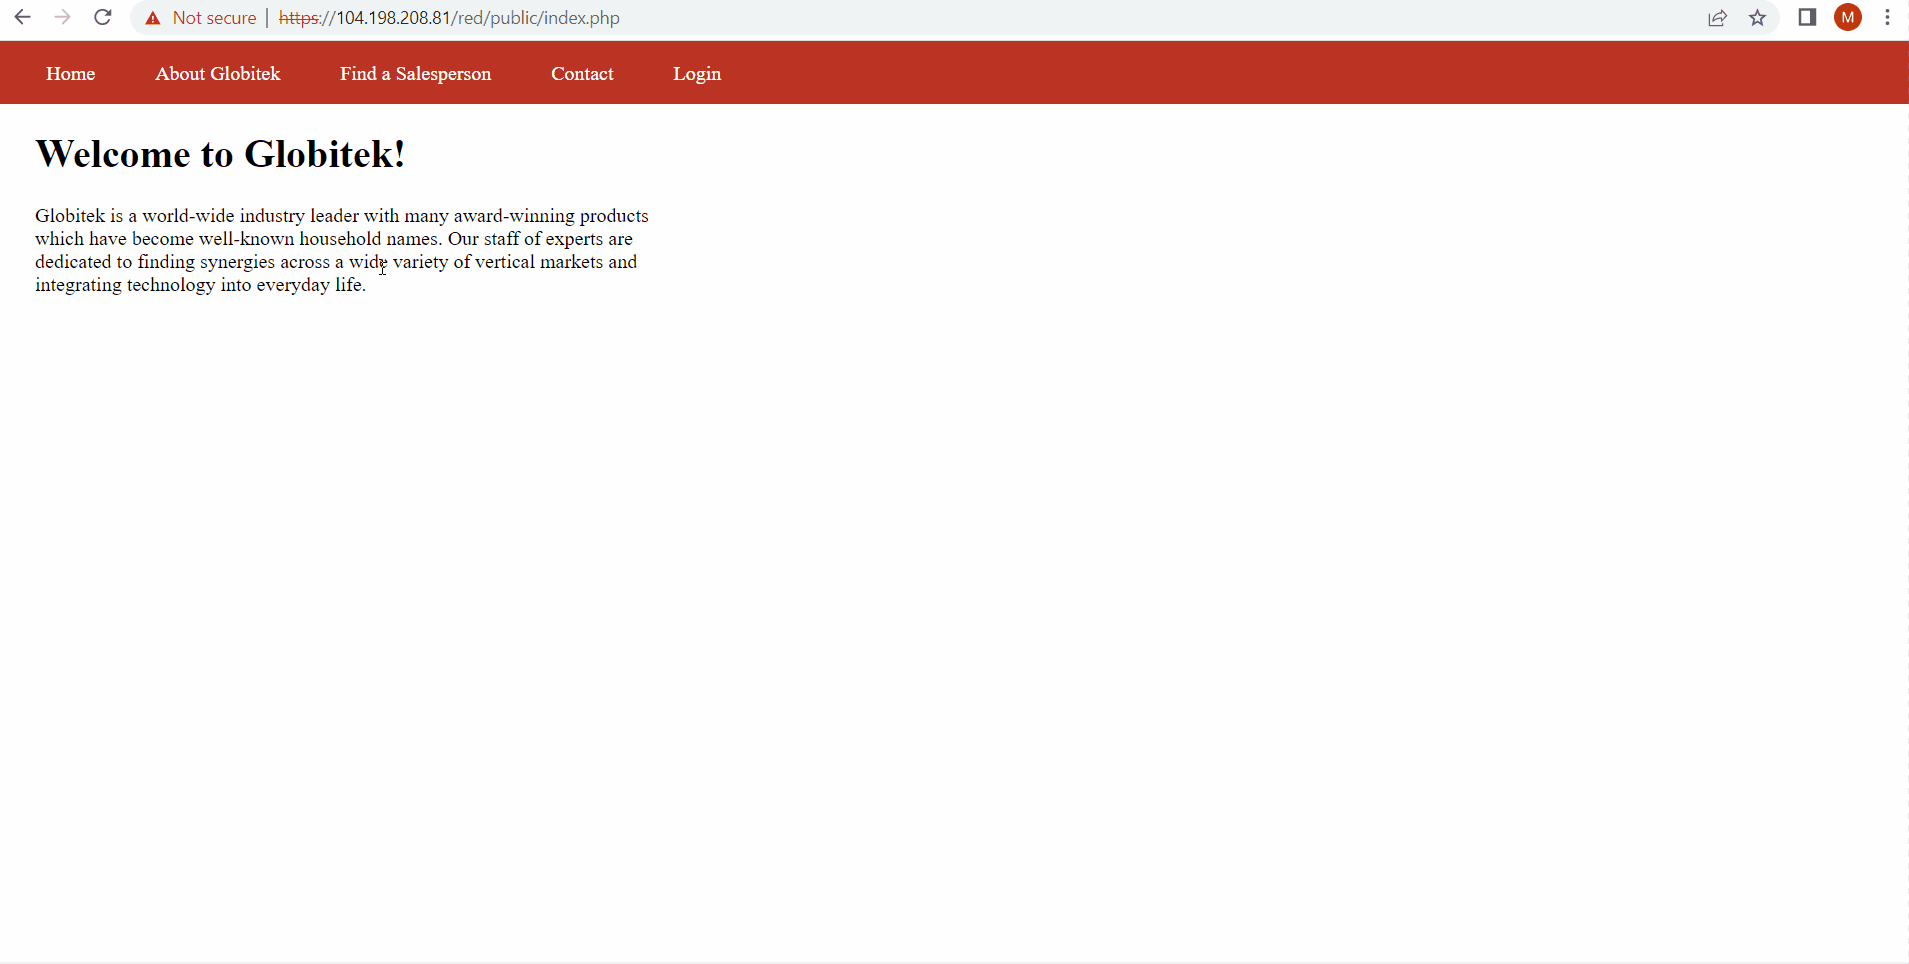 Not secure | https://104.198.208.81/red/public/index.php
M
Home About Globitek Find a Salesperson Contact Login
Welcome to Globitek!
Globitek is a world-wide industry leader with many award-winning products
which have become well-known household names. Our staff of experts are
dedicated to finding synergies across a wide variety of vertical markets and
integrating technology into everyday life.